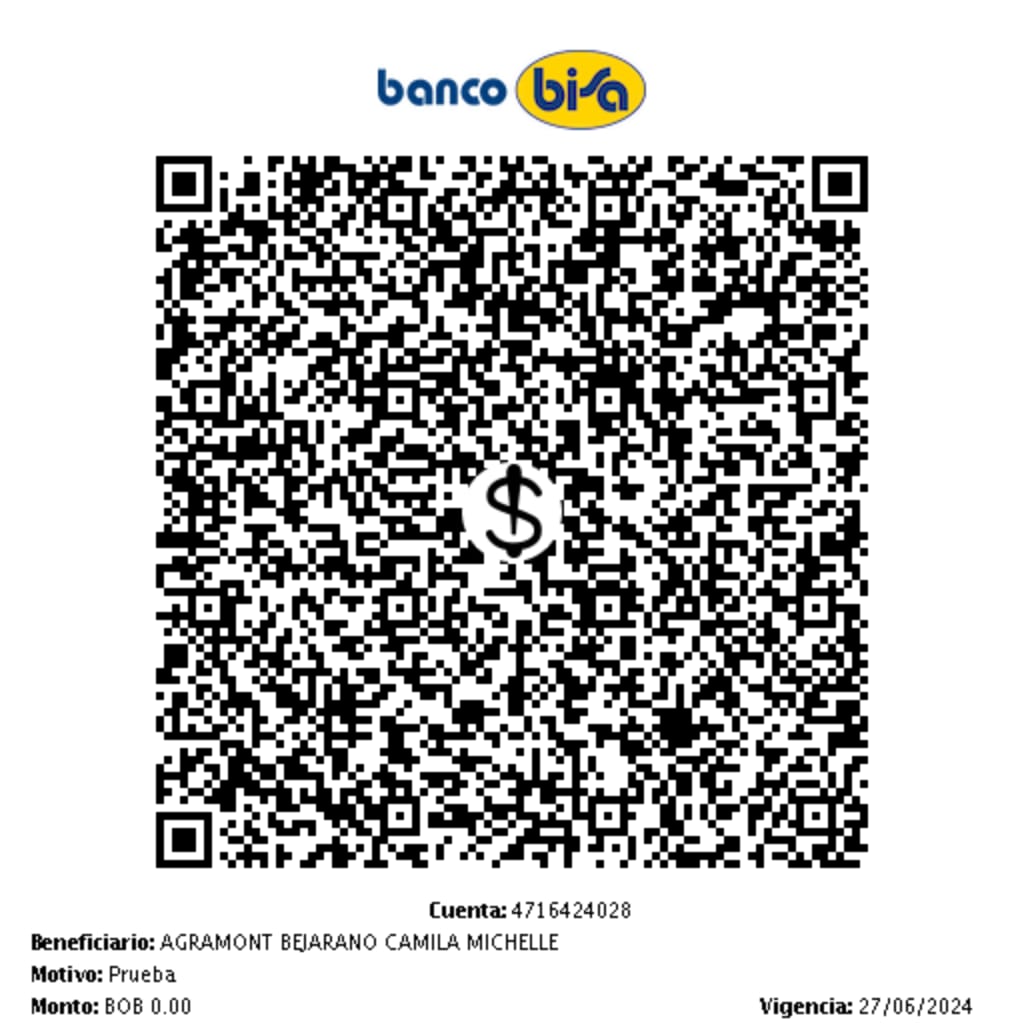 banco bisa
Cuenta: 4716424028
Beneficiario: AGRAMONT BEJARANO CAMILA MICHELLE
Motivo: Prueba
Monto: BOB 0.00 Vigencia: 27/06/2024